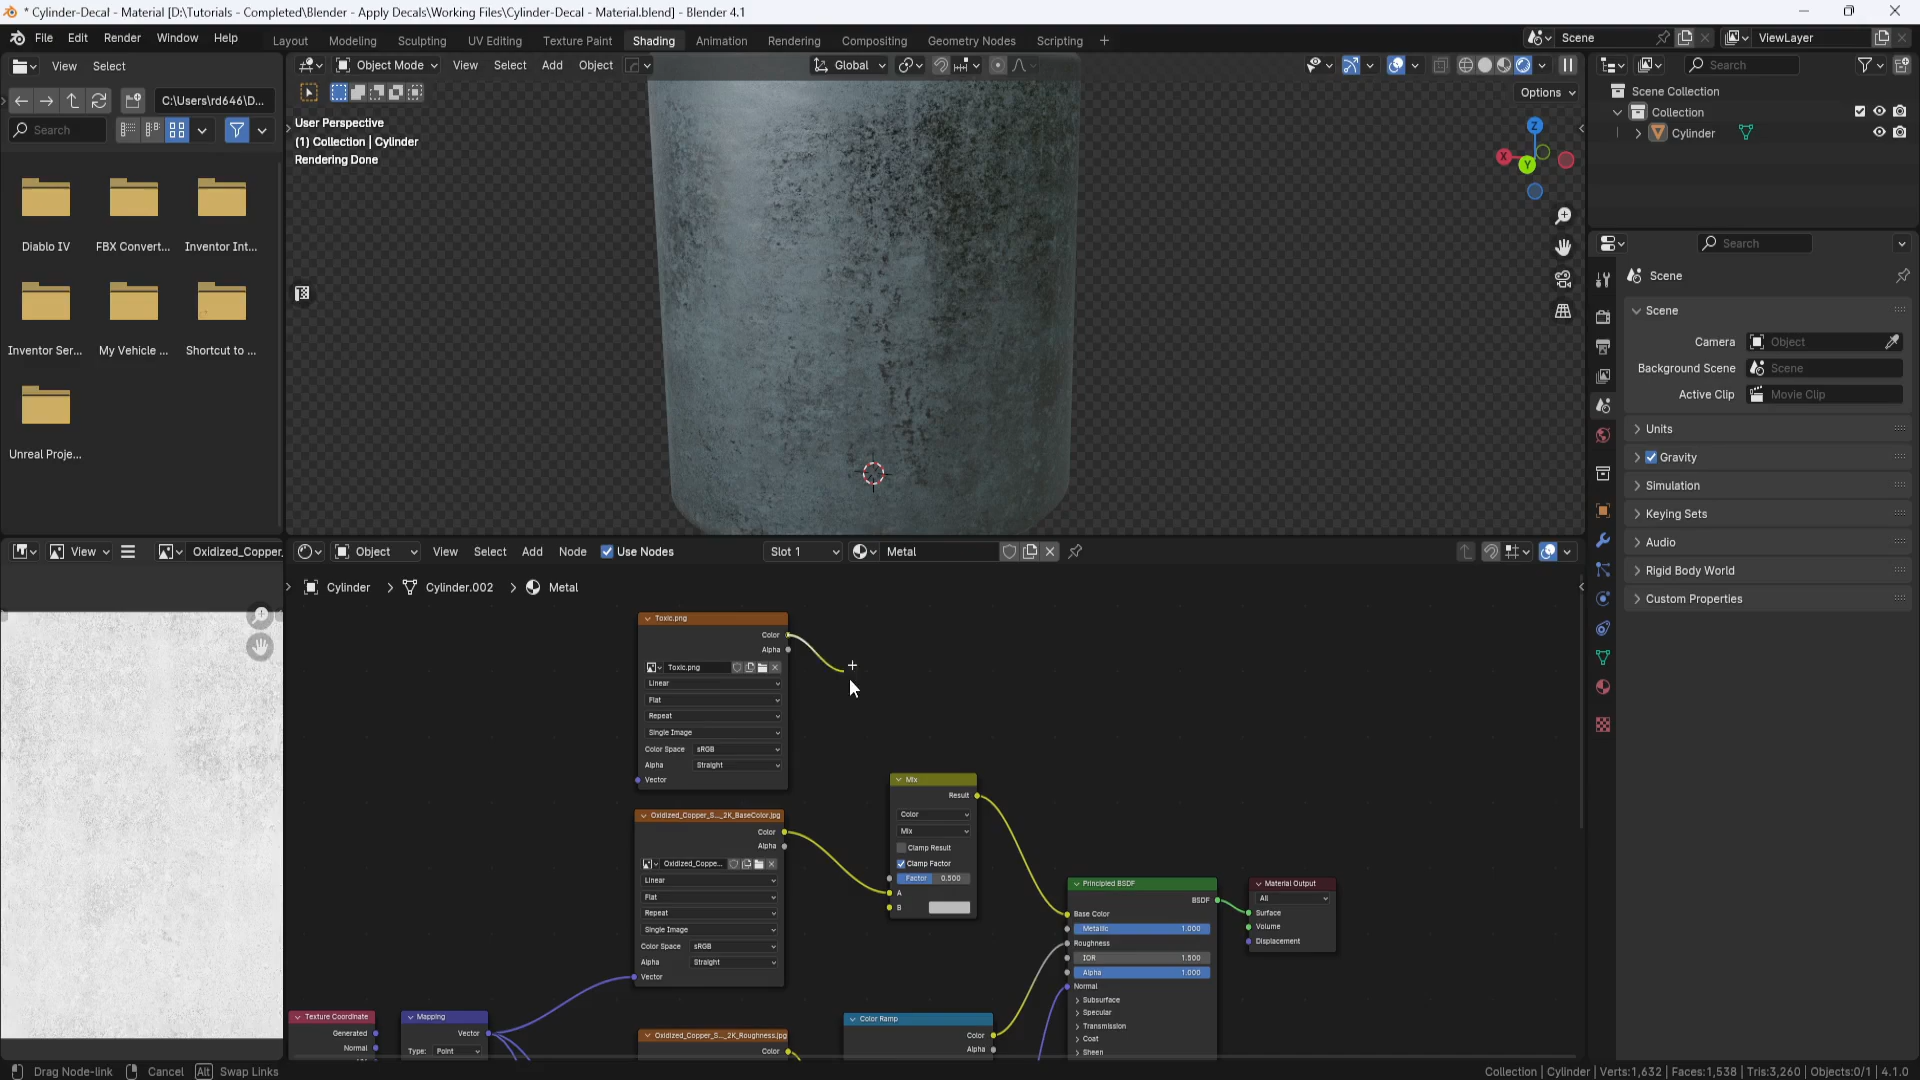 * Cylinder-Decal - Material [D:\Tutorials - Completed\Blender - Apply Decals\Working Files\Cylinder-Decal - Material.blend] - Blender 4.1
File Edit Render Window Help
Layout Modeling Sculpting UV Editing Texture Paint Shading Animation Rendering Compositing Geometry Nodes Scripting +
Scene
ViewLayer
View Select
Object Mode View Select Add Object
Global
Search
C:\Users\rd646\D...
Options
Scene Collection
Search
User Perspective
(1) Collection | Cylinder
Rendering Done
Collection
Cylinder
Z
X
Y
Diablo IV
FBX Convert...
Inventor Int...
Inventor Ser...
My Vehicle ...
Shortcut to ...
Unreal Proje...
Search
Scene
Scene
Camera Object
Background Scene Scene
Active Clip Movie Clip
Units
Gravity
Simulation
Keying Sets
Audio
Rigid Body World
Custom Properties
View
Oxidized_Copper.
Object View Select Add Node Use Nodes
Slot 1
Metal
Cylinder > Cylinder.002 > Metal
Toxic.png
Color
Alpha
Toxic.png
Linear
Flat
Repeat
Single Image
Color Space sRGB
Alpha Straight
Vector
Oxidized_Copper_S..._2K_BaseColor.jpg
Color
Alpha
Oxidized_Coppe...
Linear
Flat
Repeat
Single Image
Color Space sRGB
Alpha Straight
Vector
Mix
Result
Color
Mix
Clamp Result
Clamp Factor
Factor 0.500
A
B
Principled BSDF
BSDF
Base Color
Metallic 1.000
Roughness
IOR 1.500
Alpha 1.000
Normal
Subsurface
Specular
Transmission
Coat
Sheen
Material Output
All
Surface
Volume
Displacement
Texture Coordinate
Generated
Normal
Mapping
Vector
Type: Point
Oxidized_Copper_S..._2K_Roughness.jpg
Color
Color Ramp
Color
Alpha
Drag Node-link Cancel Alt Swap Links
Collection | Cylinder | Verts:1,632 | Faces:1,538 | Tris:3,260 | Objects:0/1 | 4.1.0